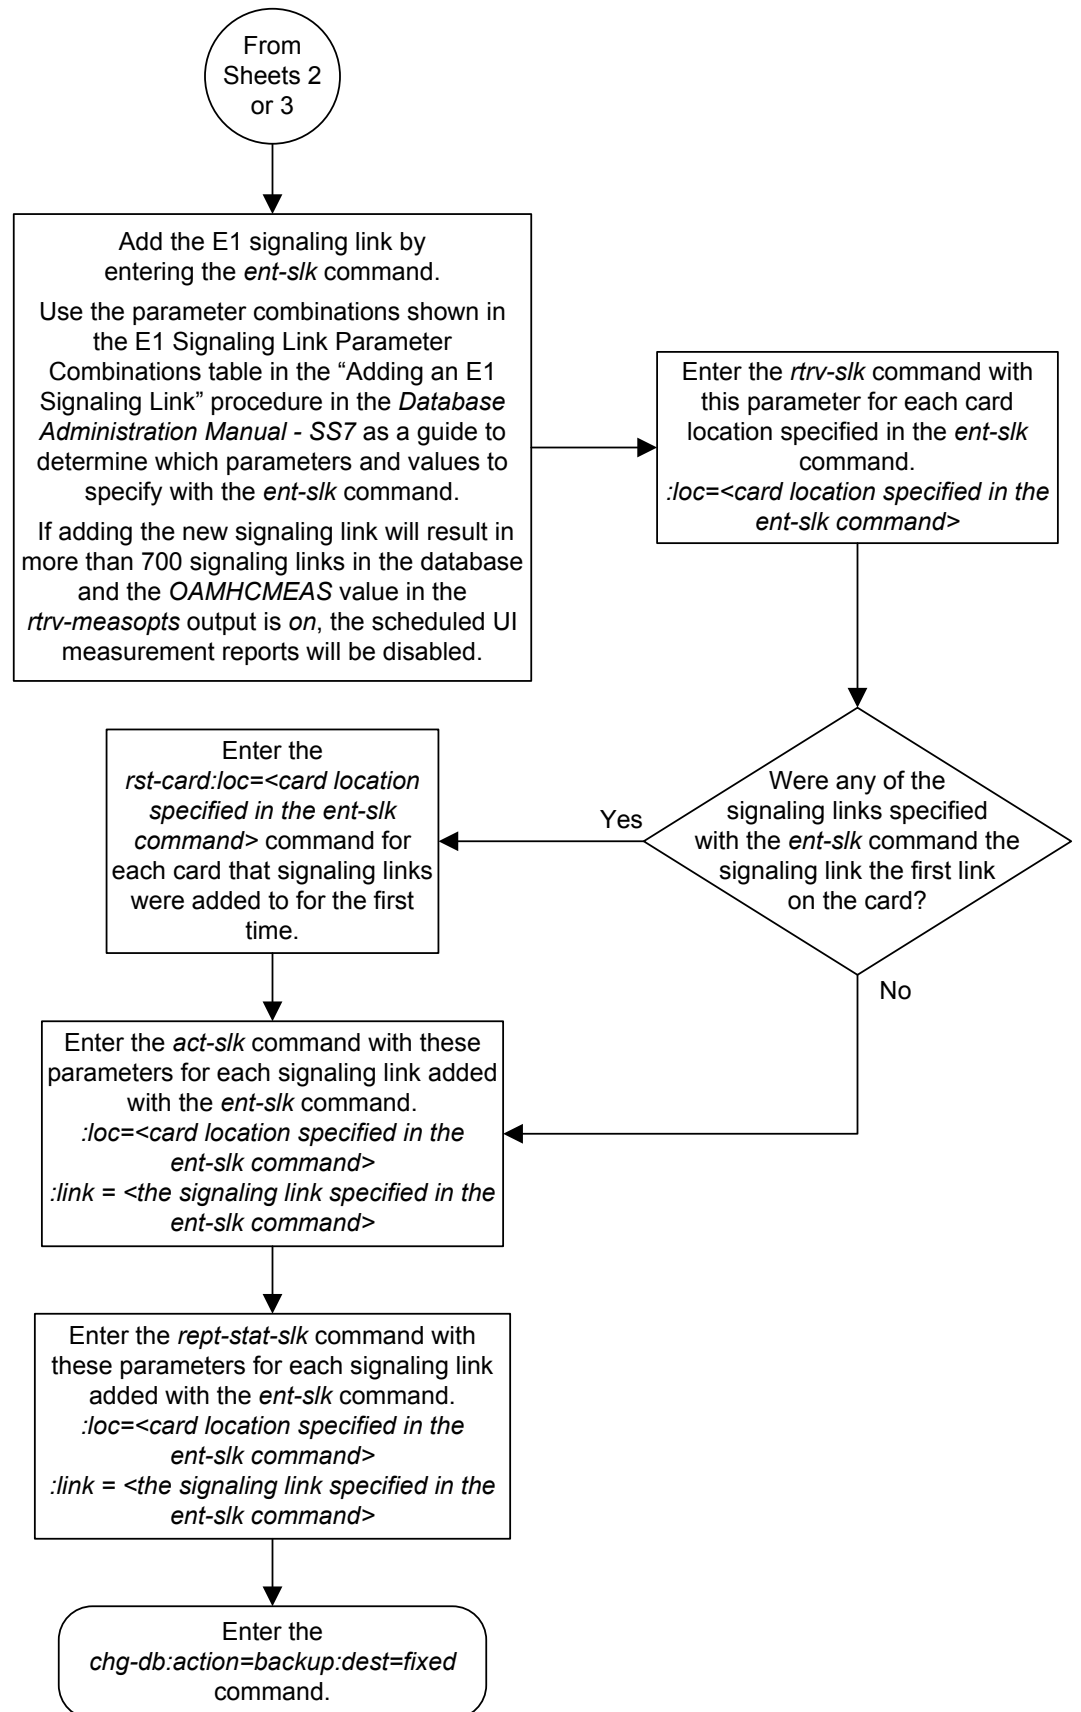 From
Sheets 2
or 3
Add the E1 signaling link by
entering the ent-slk command.
Use the parameter combinations shown in
the E1 Signaling Link Parameter
Combinations table in the “Adding an E1
Signaling Link” procedure in the Database
Administration Manual - SS7 as a guide to
determine which parameters and values to
specify with the ent-slk command.
If adding the new signaling link will result in
more than 700 signaling links in the database
and the OAMHCMEAS value in the
rtrv-measopts output is on, the scheduled UI
measurement reports will be disabled.
Enter the rtrv-slk command with
this parameter for each card
location specified in the ent-slk
command.
:loc=<card location specified in the
ent-slk command>
Were any of the
signaling links specified
with the ent-slk command the
signaling link the first link
on the card?
Yes
No
Enter the
rst-card:loc=<card location
specified in the ent-slk
command> command for
each card that signaling links
were added to for the first
time.
Enter the act-slk command with these
parameters for each signaling link added
with the ent-slk command.
:loc=<card location specified in the
ent-slk command>
:link = <the signaling link specified in the
ent-slk command>
Enter the rept-stat-slk command with
these parameters for each signaling link
added with the ent-slk command.
:loc=<card location specified in the
ent-slk command>
:link = <the signaling link specified in the
ent-slk command>
Enter the
chg-db:action=backup:dest=fixed
command.